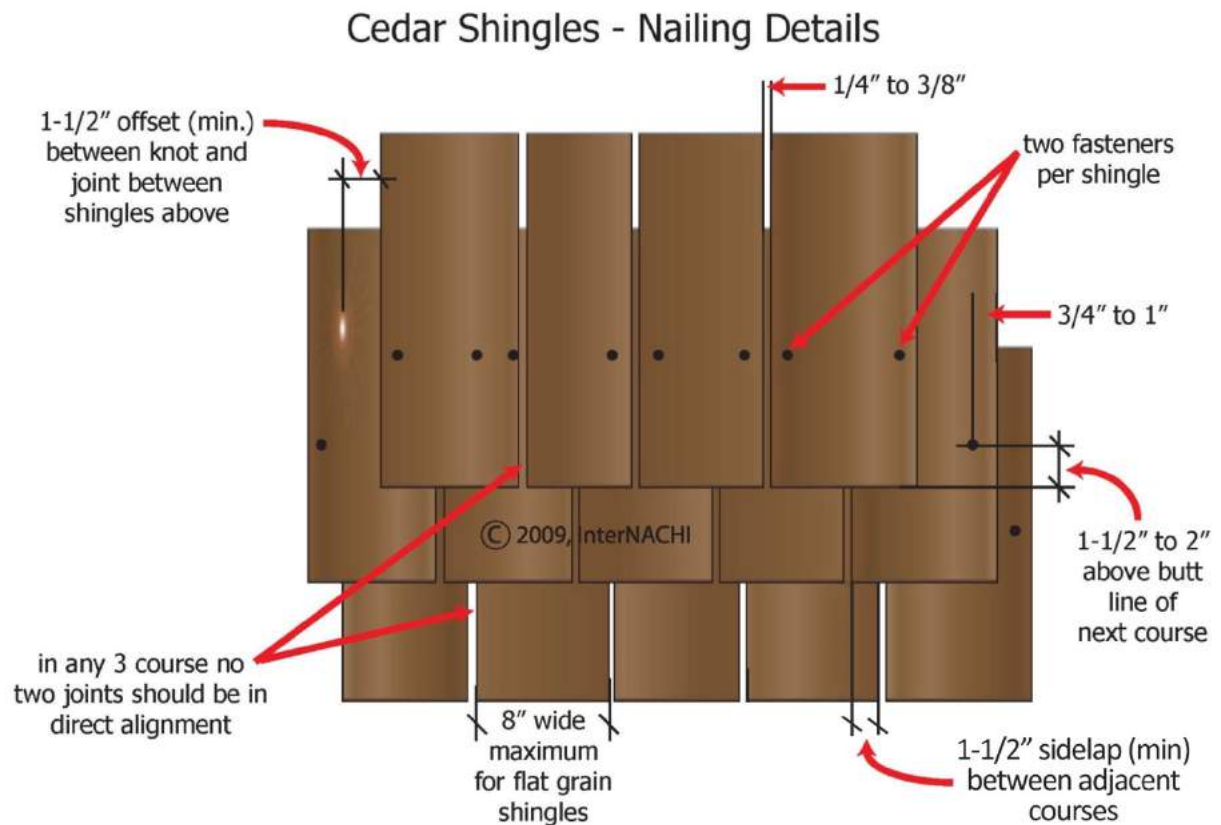 Cedar Shingles - Nailing Details
1-1/2” offset (min.)
between knot and
joint between
shingles above
1/4” to 3/8”
two fasteners
per shingle
3/4” to 1”
© 2009, InterNACHI
1-1/2” to 2”
above butt
line of
next course
in any 3 course no
two joints should be in
direct alignment
8” wide
maximum
for flat grain
shingles
1-1/2” sidelap (min)
between adjacent
courses